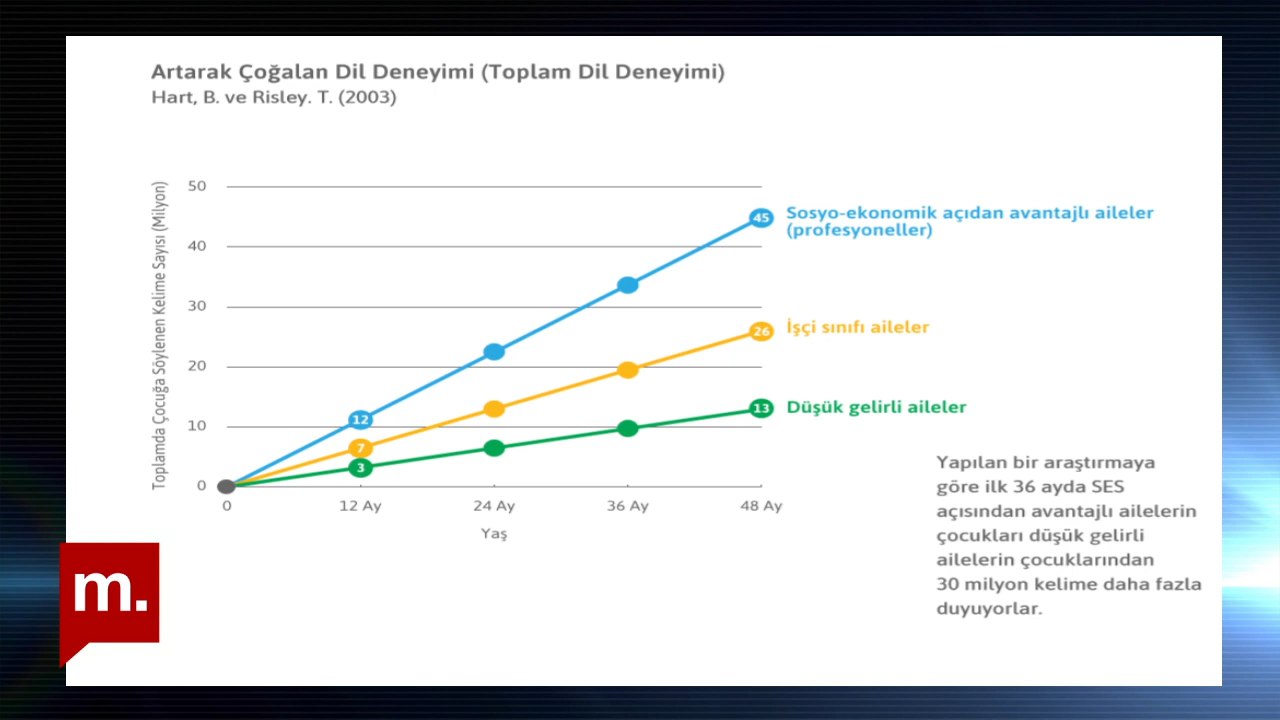 Artarak Çoğalan Dil Deneyimi (Toplam Dil Deneyimi)
Hart, B. ve Risley. T. (2003)
Toplamda Çocuğa Söylenen Kelime Sayısı (Milyon)
50
40
30
20
10
0
45
Sosyo-ekonomik açıdan avantajlı aileler
(profesyoneller)
26
İşçi sınıfı aileler
13
Düşük gelirli aileler
12
7
3
0
12 Ay
24 Ay
36 Ay
48 Ay
Yaş
Yapılan bir araştırmaya
göre ilk 36 ayda SES
açısından avantajlı ailelerin
çocukları düşük gelirli
ailelerin çocuklarından
30 milyon kelime daha fazla
duyuyorlar.
m.